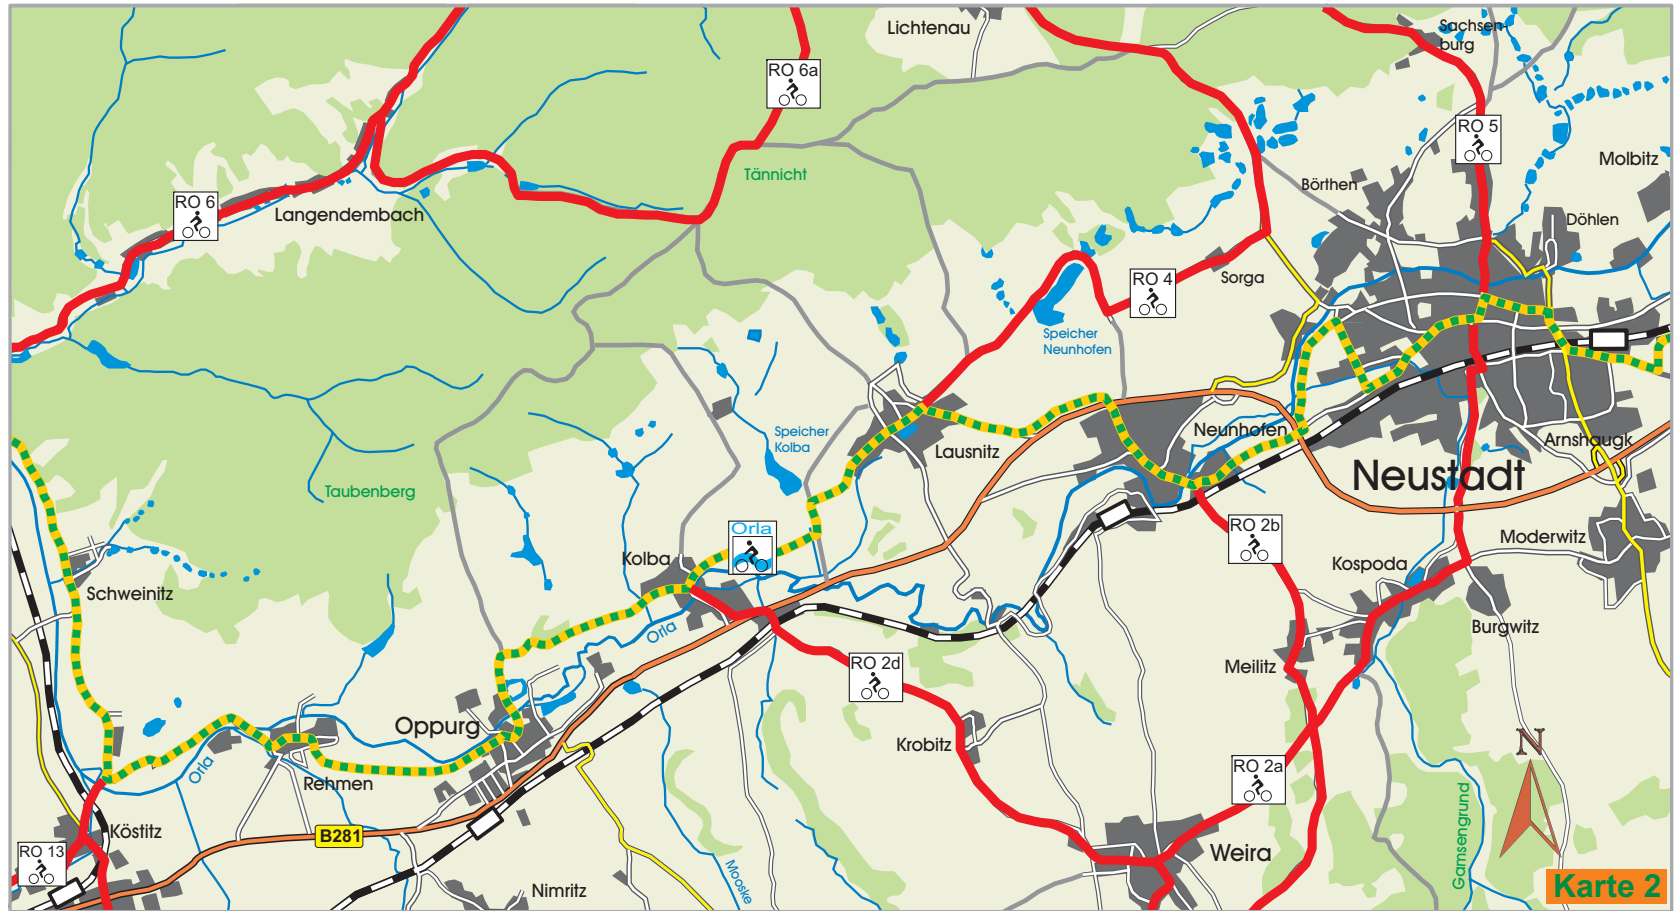 Lichtenau
Sachsen-
burg
RO 6a
RO 5
Molbitz
Tännicht
Börthen
RO 6
Langendembach
Döhlen
Sorga
RO 4
Speicher
Neunhofen
Speicher
Kolba
Neunhofen
Lausnitz
Arnshaugk
Neustadt
Taubenberg
Orla
RO 2b
Moderwitz
Kolba
Kospoda
Schweinitz
Orla
Burgwitz
RO 2d
Meilitz
Oppurg
Krobitz
N
Orla
Rehmen
RO 2a
Köstitz
B281
Gamsengrund
RO 13
Weira
Mooske
Nimritz
Karte 2